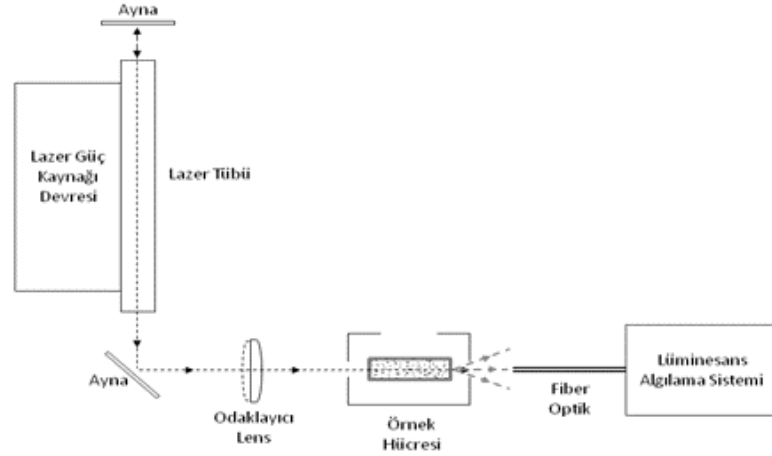 Ayna
Lazer Güç
Kaynağı
Devresi
Lazer Tübü
Ayna
Odaklayıcı
Lens
Örnek
Hücresi
Fiber
Optik
Lüminesans
Algılama Sistemi